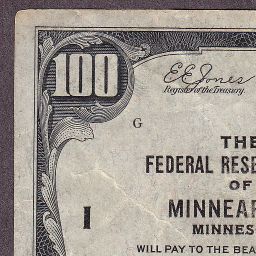 100
E.E. Jones
Register of the Treasury.
G
THE
FEDERAL RESE
OF
MINNEAP
I
MINNES
WILL PAY TO THE BEA